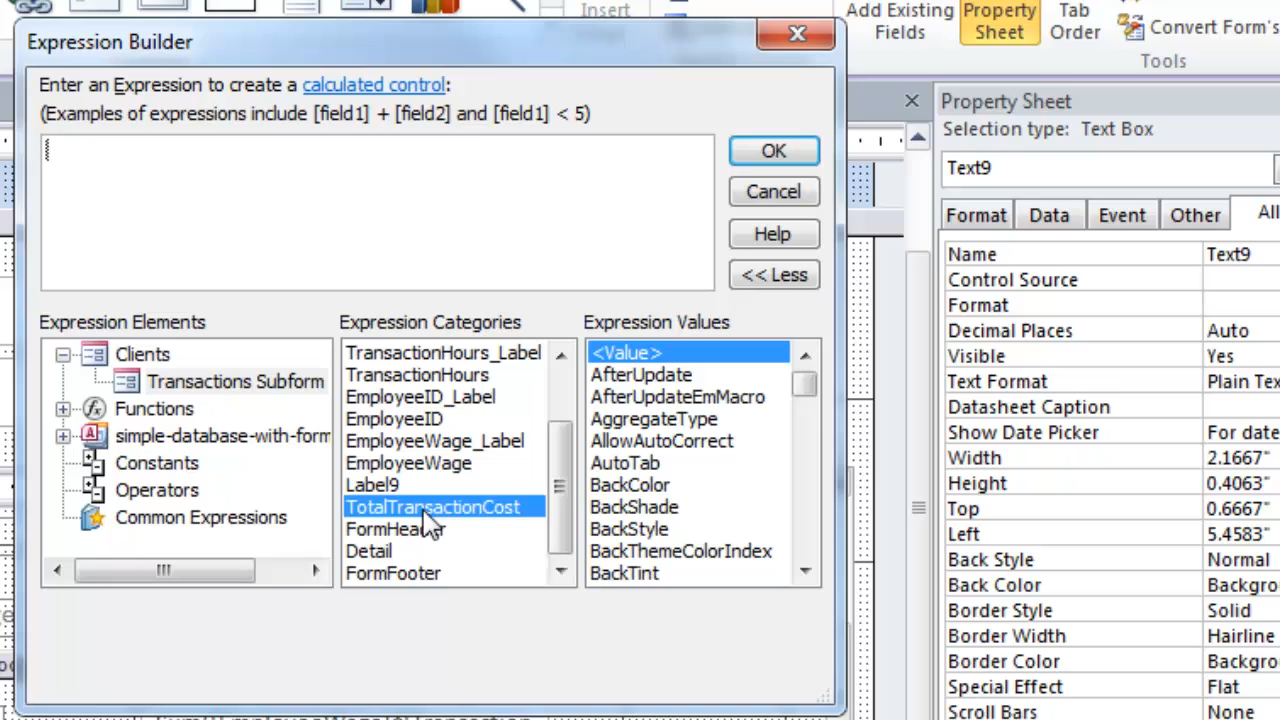 Insert
Add Existing
Fields
Property
Sheet
Tab
Order
Convert Form's
Tools
Expression Builder
Enter an Expression to create a calculated control:
(Examples of expressions include [field1] + [field2] and [field1] < 5)
OK
Cancel
Help
<< Less
Expression Elements
Clients
Transactions Subform
Functions
simple-database-with-form
Constants
Operators
Common Expressions
Expression Categories
TransactionHours_Label
TransactionHours
EmployeeID_Label
EmployeeID
EmployeeWage_Label
EmployeeWage
Label9
TotalTransactionCost
FormHeader
Detail
FormFooter
Expression Values
<Value>
AfterUpdate
AfterUpdateEmMacro
AggregateType
AllowAutoCorrect
AutoTab
BackColor
BackShade
BackStyle
BackThemeColorIndex
BackTint
Property Sheet
Selection type: Text Box
Text9
Format Data Event Other All
Name Text9
Control Source
Format
Decimal Places Auto
Visible Yes
Text Format Plain Tex
Datasheet Caption
Show Date Picker For date
Width 2.1667"
Height 0.4063"
Top 0.6667"
Left 5.4583"
Back Style Normal
Back Color Backgro
Border Style Solid
Border Width Hairline
Border Color Backgro
Special Effect Flat
Scroll Bars None